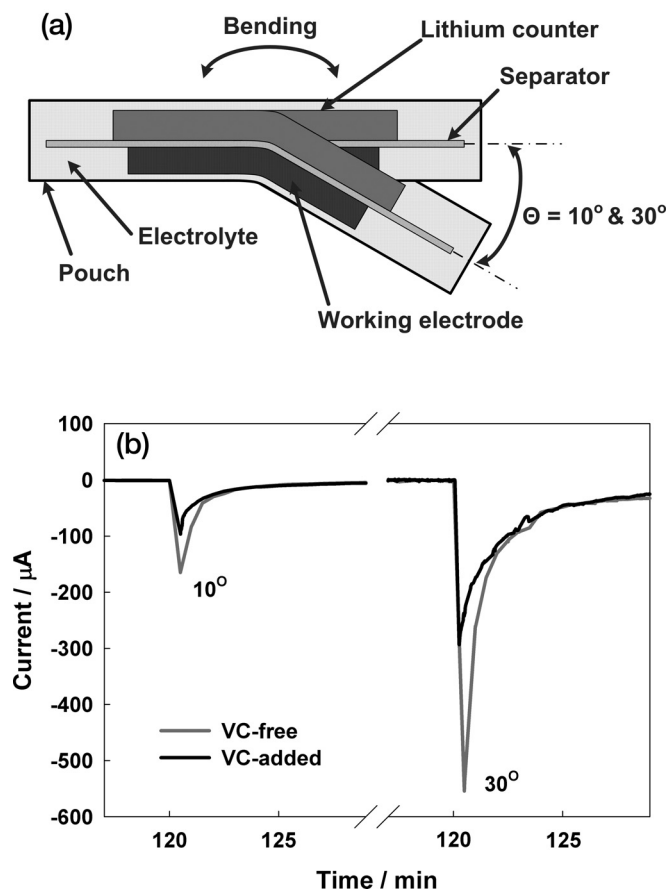 (a)
Bending
Lithium counter
Separator
Θ = 10° & 30°
Electrolyte
Pouch
Working electrode
(b)
100
0
-100
-200
-300
-400
-500
-600
Current / μA
10°
30°
VC-free
VC-added
120 125 120 125
Time / min